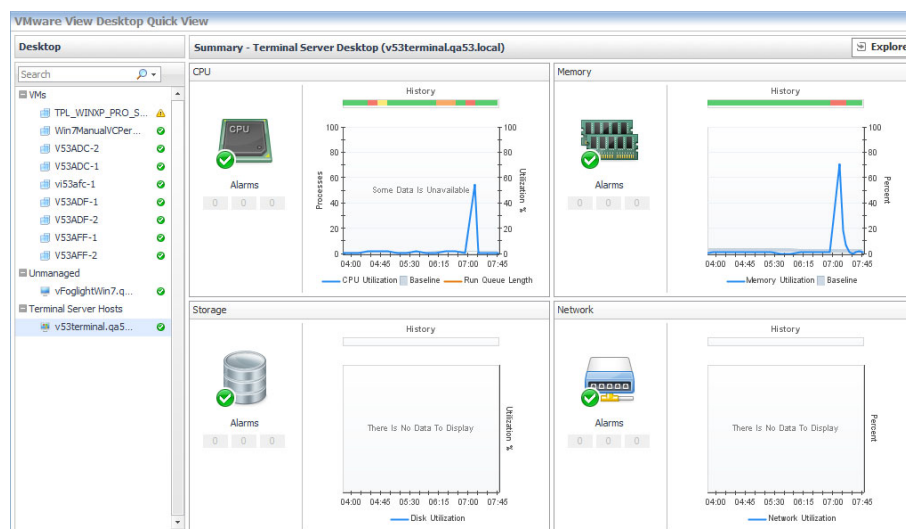 VMware View Desktop Quick View
Desktop
Search
VMs
TPL_WINXP_PRO_S...
Win7ManualVCPer...
V53ADC-2
V53ADC-1
vi53afc-1
V53ADF-1
V53ADF-2
V53AFF-1
V53AFF-2
Unmanaged
vFoglightWin7.q...
Terminal Server Hosts
v53terminal.qa5...
Summary - Terminal Server Desktop (v53terminal.qa53.local)
Explore
CPU
CPU
Alarms
0 0 0
History
Processes
100
80
60
40
20
0
Some Data Is Unavailable
100
80
60
40
20
0
Utilization %
04:00 04:45 05:30 06:15 07:00 07:45
CPU Utilization Baseline Run Queue Length
Memory
Alarms
0 0 0
History
100
80
60
40
20
0
Percent
04:00 04:45 05:30 06:15 07:00 07:45
Memory Utilization Baseline
Storage
Alarms
0 0 0
History
There Is No Data To Display
Utilization %
04:00 04:45 05:30 06:15 07:00 07:45
Disk Utilization
Network
Alarms
0 0 0
History
There Is No Data To Display
Percent
04:00 04:45 05:30 06:15 07:00 07:45
Network Utilization